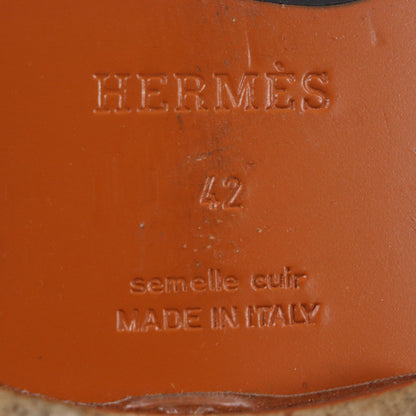 HERMÈS
42
semelle cuir
MADE IN ITALY